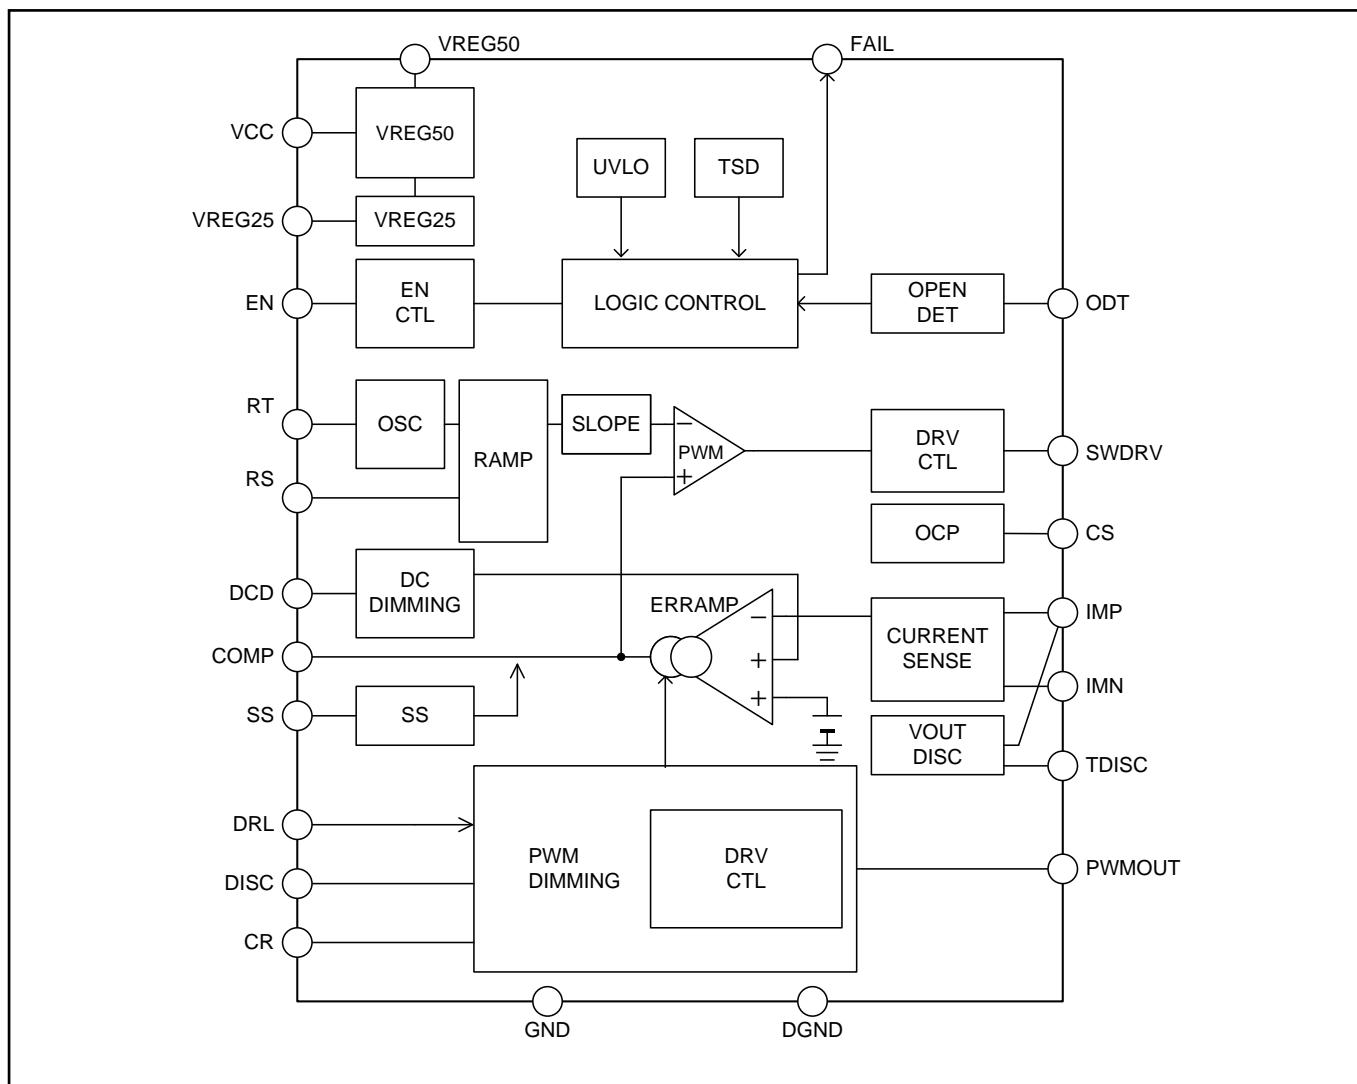 VREG50
FAIL
VCC
VREG50
UVLO
TSD
VREG25
VREG25
EN
EN
CTL
LOGIC CONTROL
OPEN
DET
ODT
RT
OSC
RAMP
SLOPE
−
PWM
+
DRV
CTL
SWDRV
RS
OCP
CS
DCD
DC
DIMMING
ERRAMP
−
+
+
CURRENT
SENSE
IMP
IMN
COMP
SS
SS
VOUT
DISC
TDISC
DRL
DISC
CR
PWM
DIMMING
DRV
CTL
PWMOUT
GND
DGND